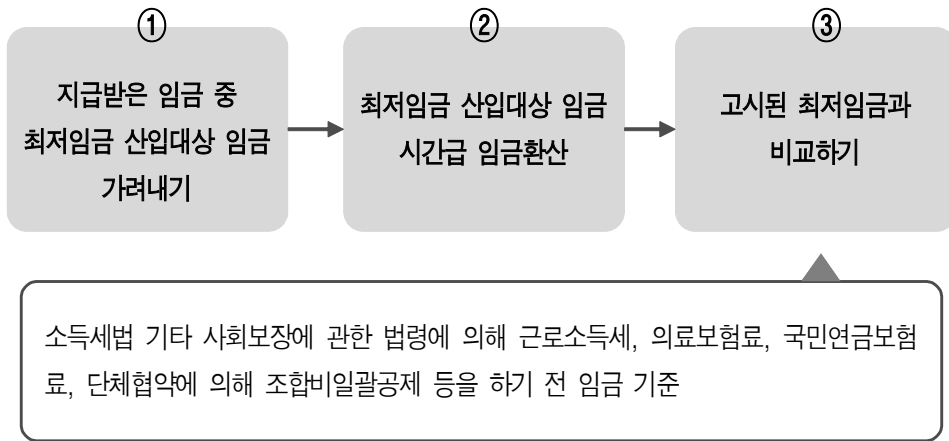 ①
지급받은 임금 중
최저임금 산입대상 임금
가려내기
②
최저임금 산입대상 임금
시간급 임금환산
③
고시된 최저임금과
비교하기
소득세법 기타 사회보장에 관한 법령에 의해 근로소득세, 의료보험료, 국민연금보험
료, 단체협약에 의해 조합비일괄공제 등을 하기 전 임금 기준